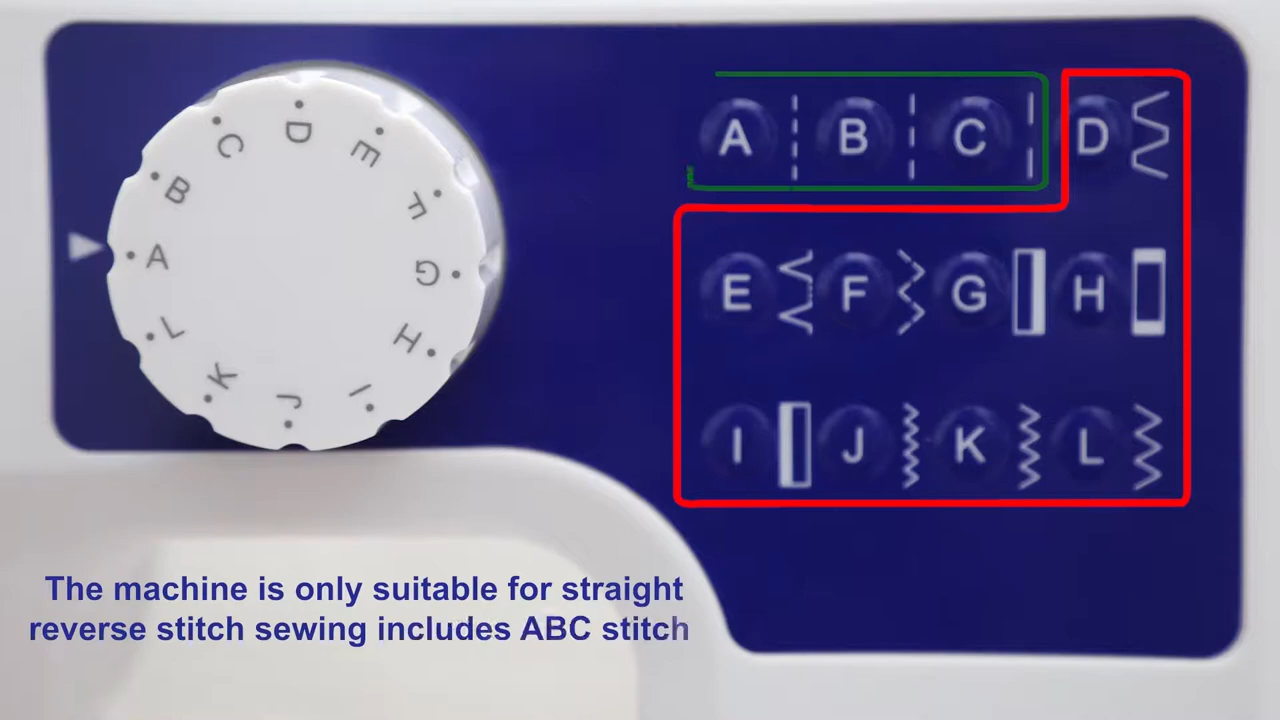 A B C D
E F G H
I J K L
A
B
C
D
E
F
G
H
I
J
K
L
The machine is only suitable for straight
reverse stitch sewing includes ABC stitch